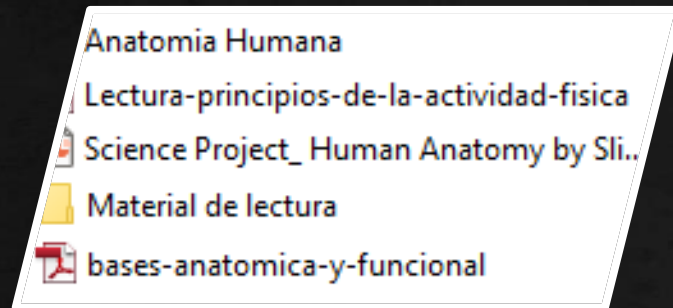 Anatomia Humana
Lectura-principios-de-la-actividad-fisica
Science Project_ Human Anatomy by Sli..
Material de lectura
bases-anatomica-y-funcional